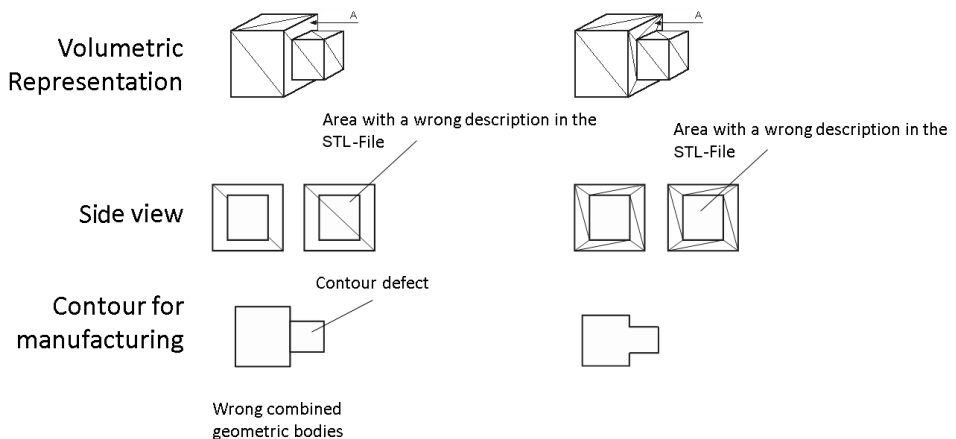 Volumetric
Representation
A
A
Area with a wrong description in the
STL-File
Area with a wrong description in the
STL-File
Side view
Contour defect
Contour for
manufacturing
Wrong combined
geometric bodies